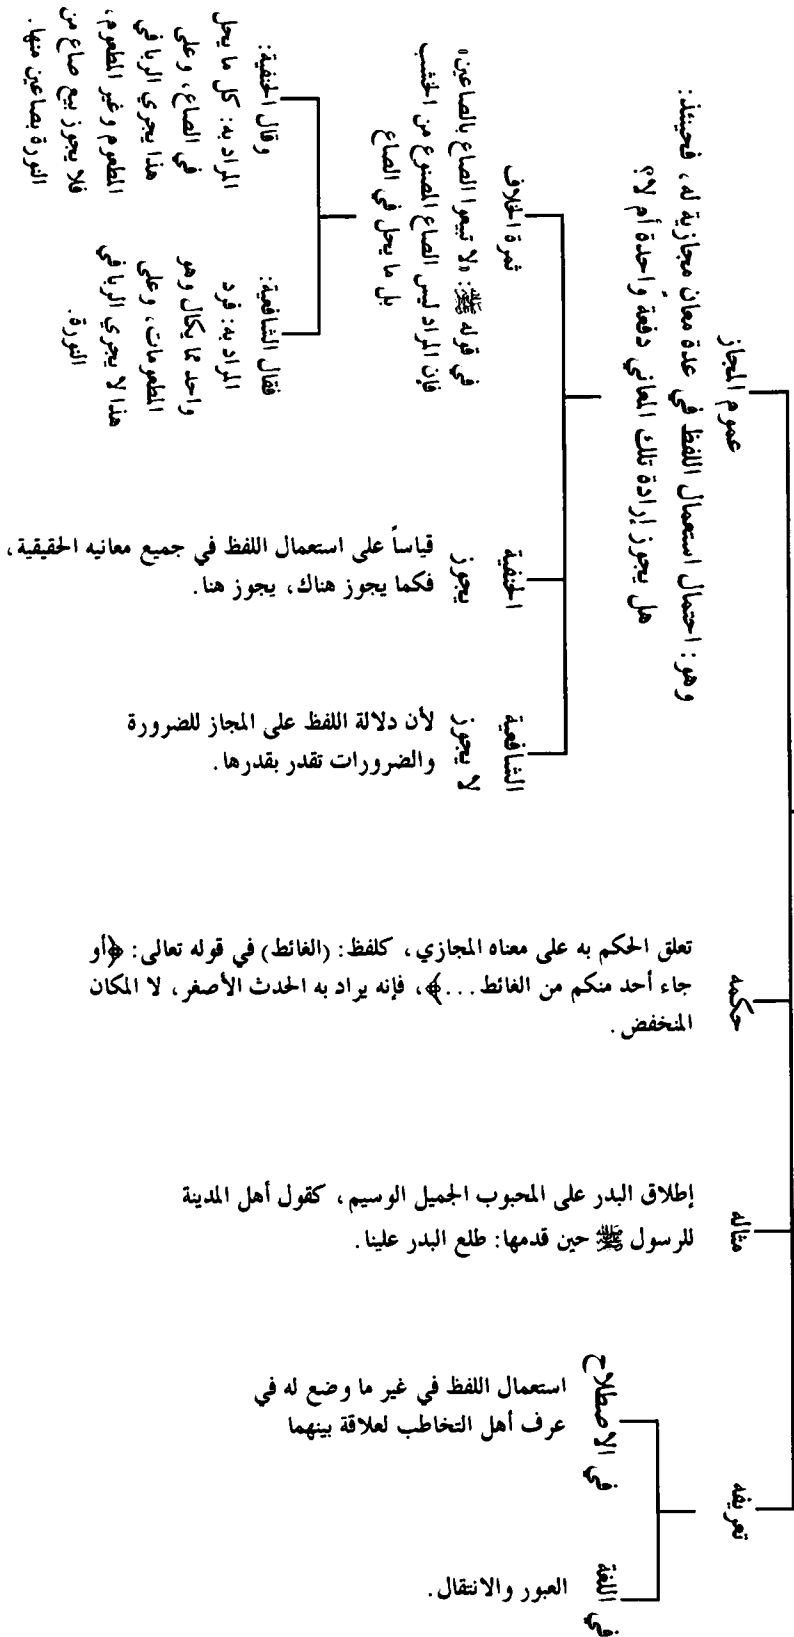 تعريفه
في اللغة
العبور والانتقال.
في الاصطلاح
استعمال اللفظ في غير ما وضع له في
عرف أهل التخاطب لعلاقة بينهما
مثاله
إطلاق البدر على المحبوب الجميل الوسيم، كقول أهل المدينة
للرسول ﷺ حين قدمها: طلع البدر علينا.
حكمه
تعلق الحكم به على معناه المجازي، كلفظ: (الغائط) في قوله تعالى: ﴿أو
جاء أحد منكم من الغائط...﴾، فإنه يراد به الحدث الأصغر، لا المكان
المنخفض.
عموم المجاز
وهو: احتمال استعمال اللفظ في عدة معان مجازية له، فحينئذ:
هل يجوز إرادة تلك المعاني دفعةً واحدة أم لا؟
الشافعية
لا يجوز
لأن دلالة اللفظ على المجاز للضرورة
والضرورات تقدر بقدرها.
الحنفية
يجوز
قياساً على استعمال اللفظ في جميع معانيه الحقيقية،
فكما يجوز هناك، يجوز هنا.
ثمرة الخلاف
في قوله ﷺ: «لا تبيعوا الصاع بالصاعين»
فإن المراد ليس الصاع المصنوع من الخشب
بل ما يحل في الصاع
فقال الشافعية:
المراد به: فرد
واحد مما يكال وهو
المطعومات، وعلى
هذا لا يجري الربا في
النورة.
وقال الحنفية:
المراد به: كل ما يحل
في الصاع، وعلى
هذا يجري الربا في
المطعوم وغير المطعوم،
فلا يجوز بيع صاع من
النورة بصاعين منها.